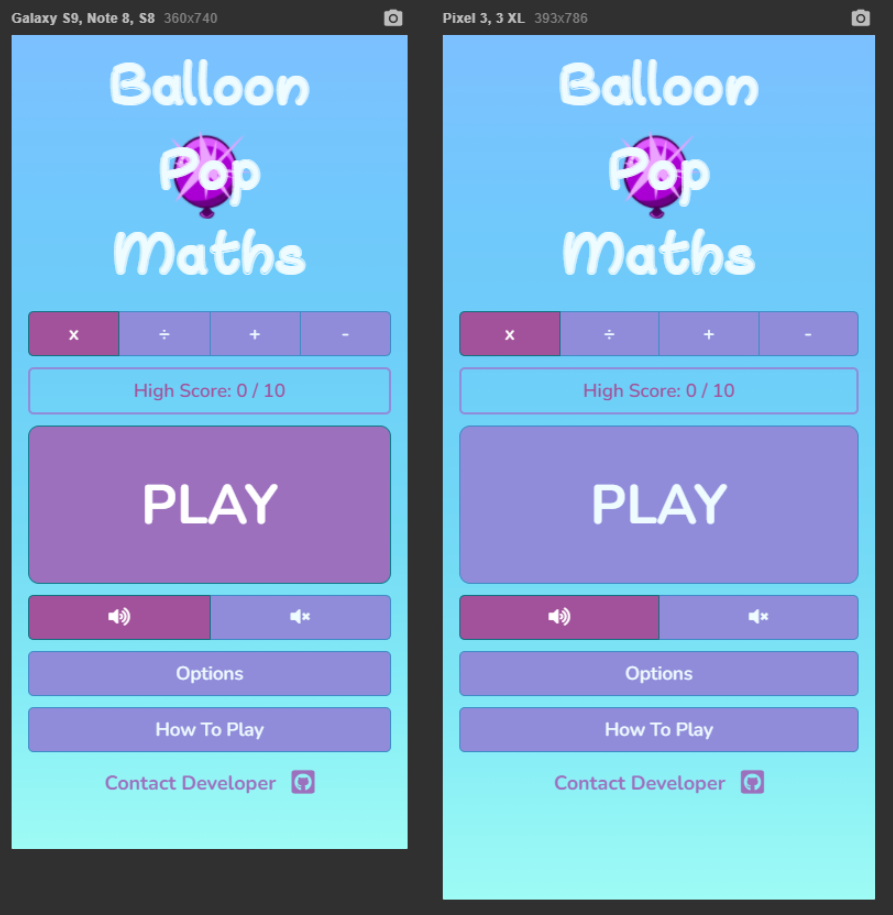 Galaxy S9, Note 8, S8 360x740
Balloon
Pop
Maths
x ÷ + -
High Score: 0 / 10
PLAY
Options
How To Play
Contact Developer
Pixel 3, 3 XL 393x786
Balloon
Pop
Maths
x ÷ + -
High Score: 0 / 10
PLAY
Options
How To Play
Contact Developer